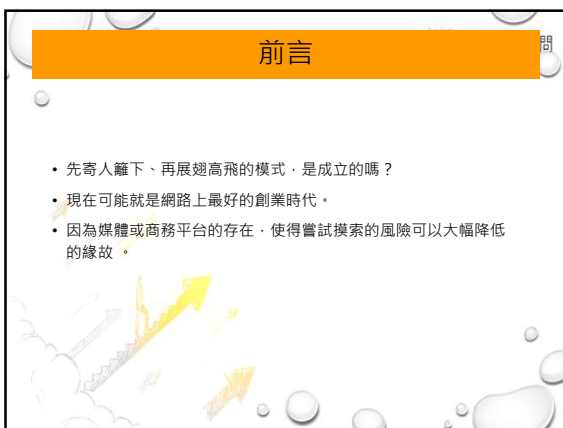 前言
問
• 先寄人籬下、再展翅高飛的模式，是成立的嗎？
• 現在可能就是網路上最好的創業時代。
• 因為媒體或商務平台的存在，使得嘗試摸索的風險可以大幅降低
的緣故 。